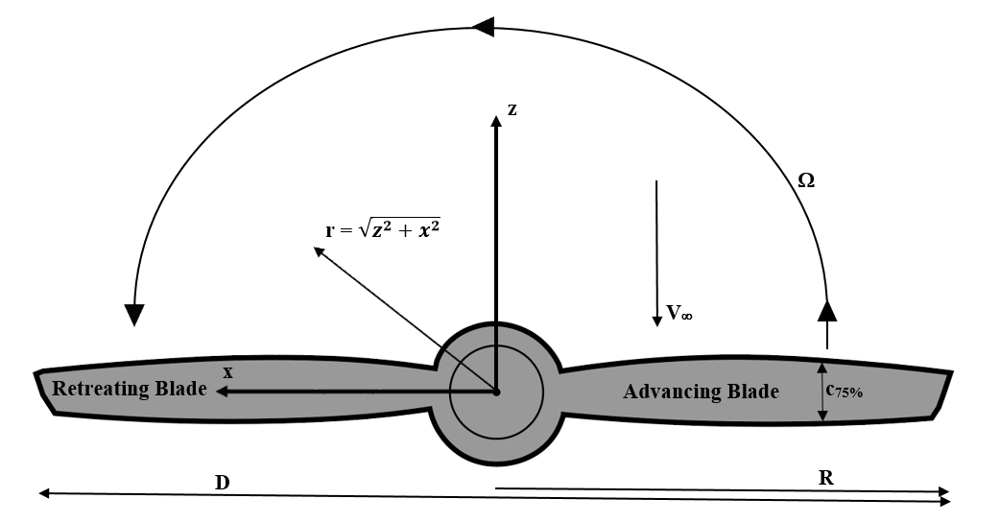 z
Ω
r = √z² + x²
V∞
x
Retreating Blade
Advancing Blade
c75%
D
R